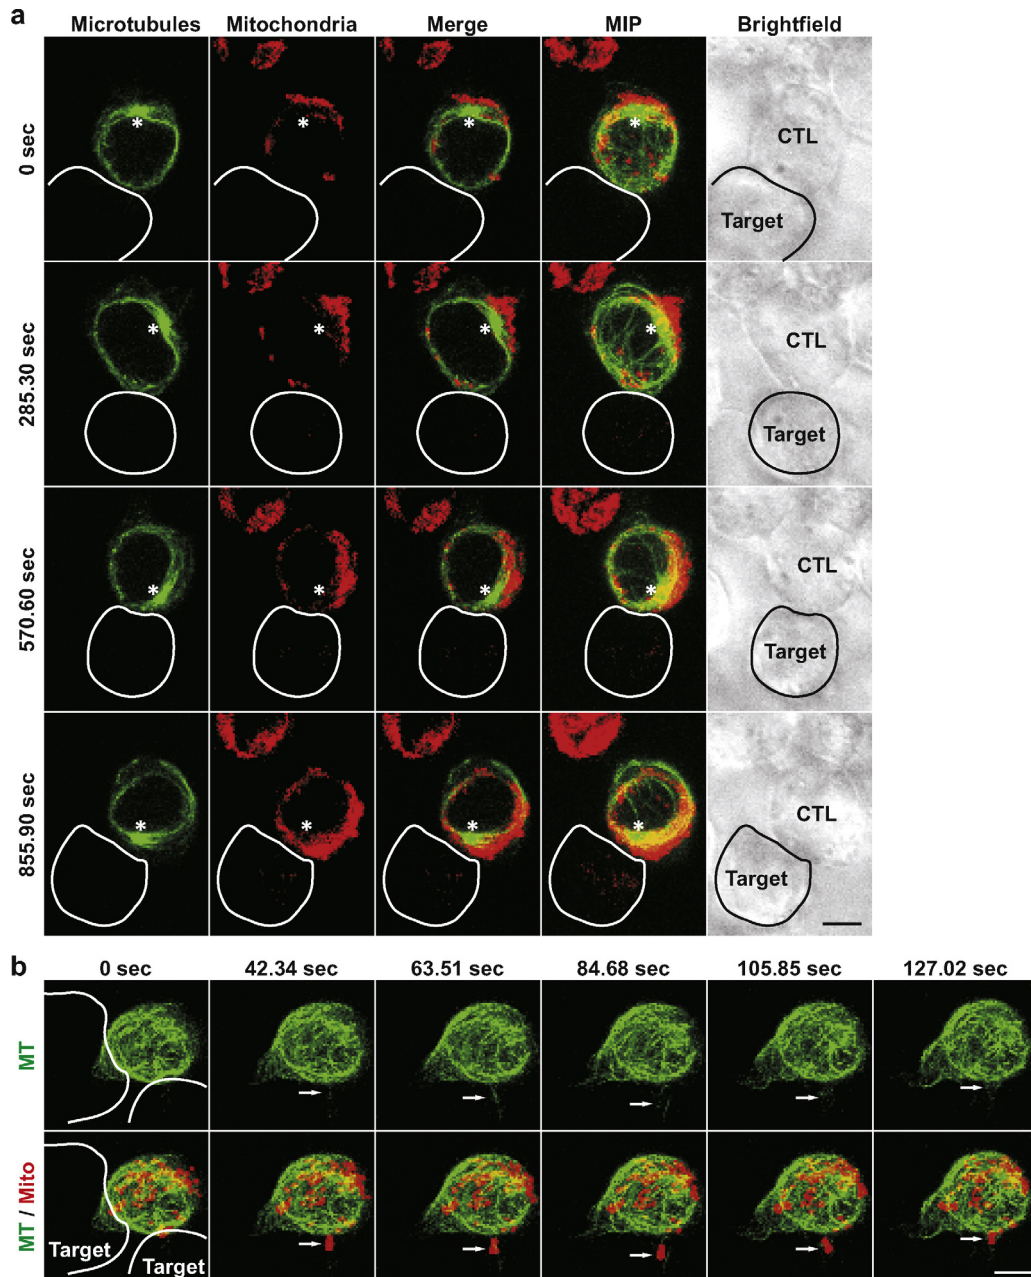 a
Microtubules Mitochondria Merge MIP Brightfield
0 sec
* * * *
CTL
Target
285.30 sec
* * * *
CTL
Target
570.60 sec
* * * *
CTL
Target
855.90 sec
* * * *
CTL
Target
b
0 sec 42.34 sec 63.51 sec 84.68 sec 105.85 sec 127.02 sec
MT
MT / Mito
Target
Target